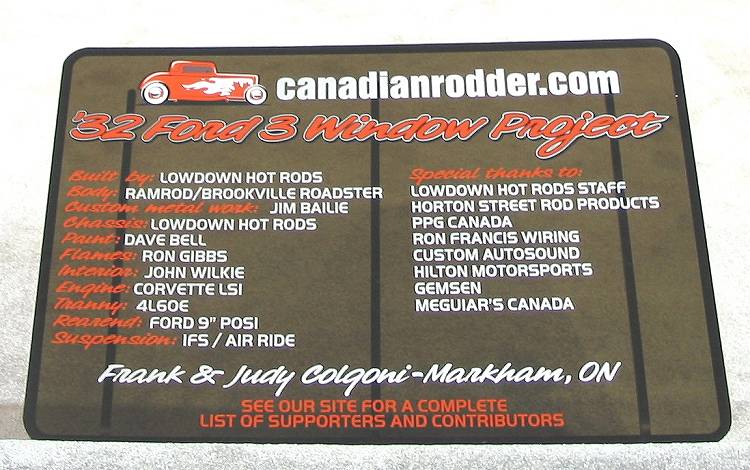 canadianrodder.com
'32 Ford 3 Window Project
Built by: LOWDOWN HOT RODS
Body: RAMROD/BROOKVILLE ROADSTER
Custom metal work: JIM BAILIE
Chassis: LOWDOWN HOT RODS
Paint: DAVE BELL
Flames: RON GIBBS
Interior: JOHN WILKIE
Engine: CORVETTE LS1
Tranny: 4L60E
Rearend: FORD 9" POSI
Suspension: IFS / AIR RIDE
Special thanks to:
LOWDOWN HOT RODS STAFF
HORTON STREET ROD PRODUCTS
PPG CANADA
RON FRANCIS WIRING
CUSTOM AUTOSOUND
HILTON MOTORSPORTS
GEMSEN
MEGUIAR'S CANADA
Frank & Judy Colgoni-Markham, ON
SEE OUR SITE FOR A COMPLETE
LIST OF SUPPORTERS AND CONTRIBUTORS